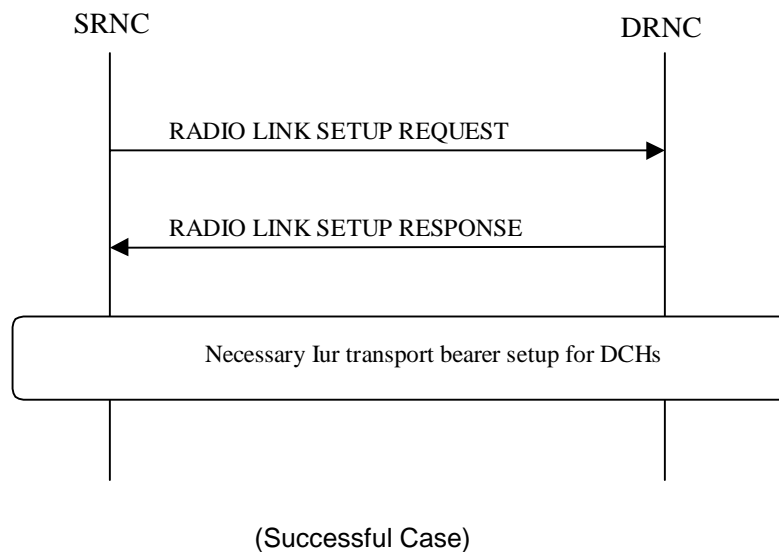 SRNC
DRNC
RADIO LINK SETUP REQUEST
RADIO LINK SETUP RESPONSE
Necessary Iur transport bearer setup for DCHs
(Successful Case)